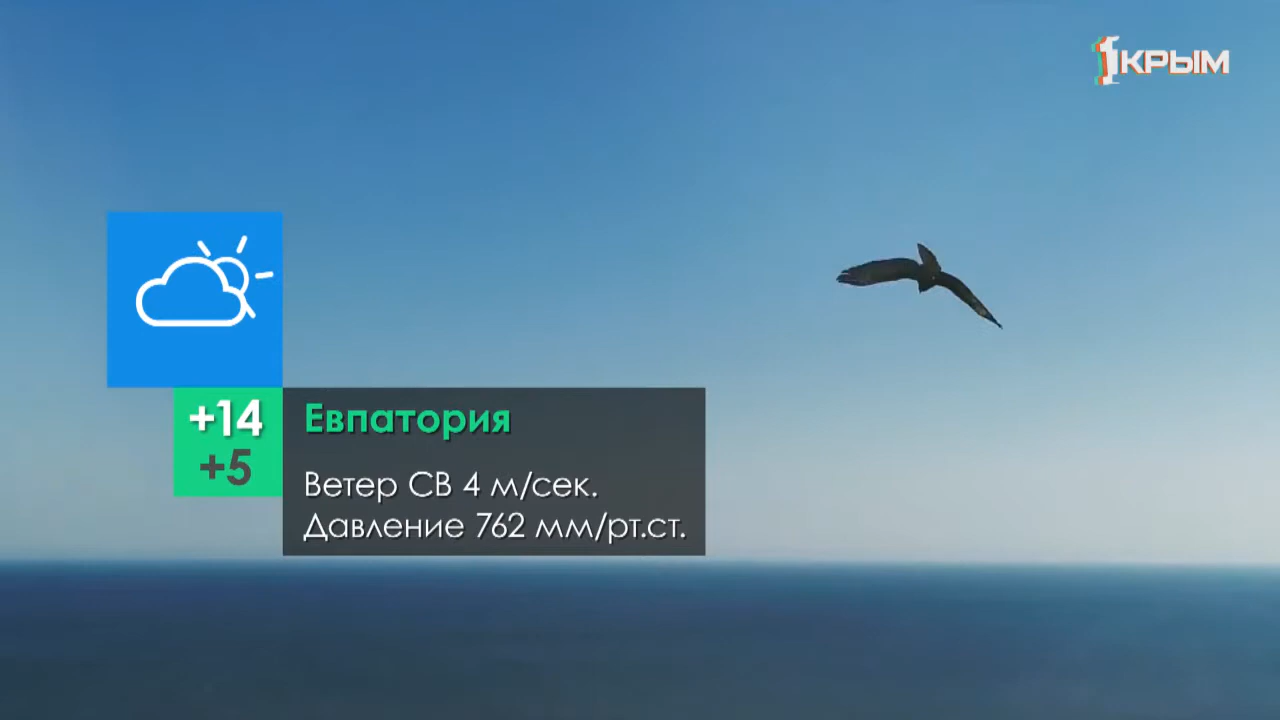 1КРЫМ
+14
+5
Евпатория
Ветер СВ 4 м/сек.
Давление 762 мм/рт.ст.